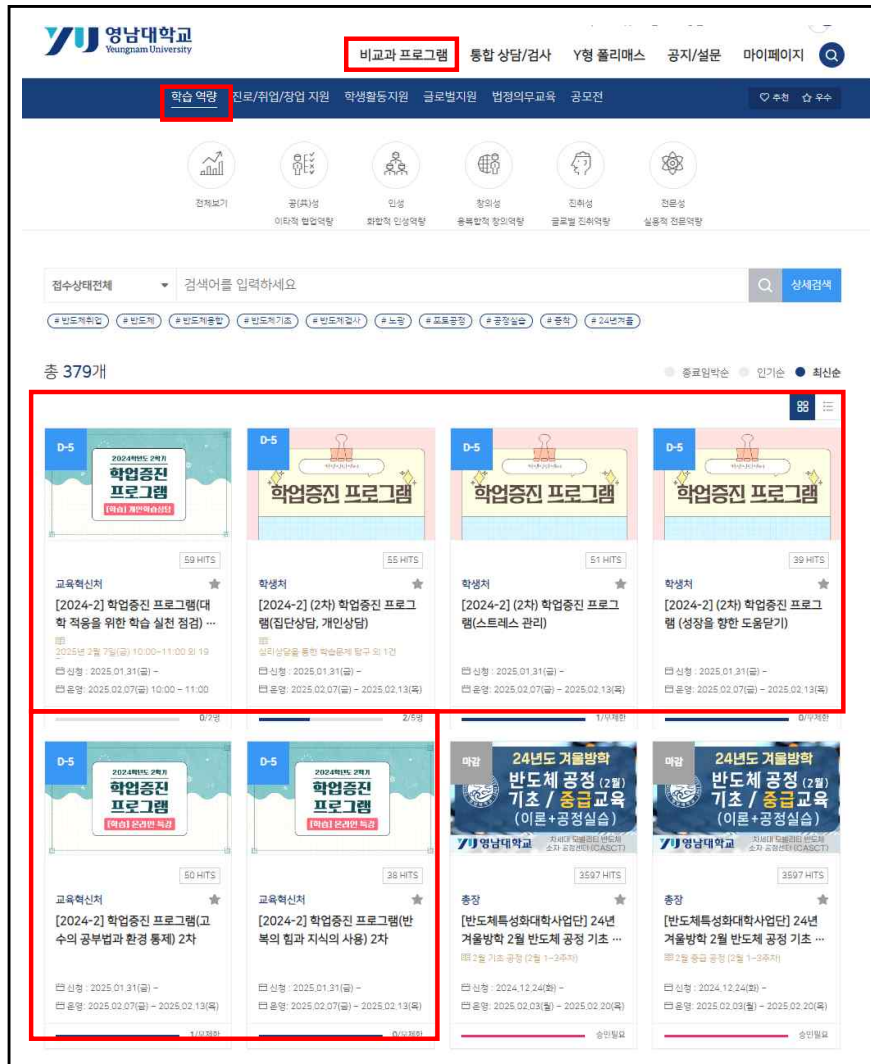 영남대학교
Yeungnam University
비교과 프로그램 통합 상담/검사 Y형 폴리매스 공지/설문 마이페이지
학습 역량 진로/취업/창업 지원 학생활동지원 글로벌지원 법정의무교육 공모전 추천 우수
전체보기 공(共)성 인성 창의성 진취성 전문성
이타적 협업역량 화합적 인성역량 융복합적 창의역량 글로벌 진취역량 실용적 전문역량
접수상태전체 검색어를 입력하세요 상세검색
#반도체취업 #반도체 #반도체융합 #반도체기초 #반도체검사 #노광 #포토공정 #공정실습 #중학 #24년겨울
총 379개
종료임박순 인기순 최신순
D-5
2024학년도 2학기
학업증진
프로그램
[학습] 개인학습상담
59 HITS
교육혁신처
[2024-2] 학업증진 프로그램(대
학 적응을 위한 학습 실천 점검) ...
2025년 2월 7일(금) 10:00~11:00 외 19
신청 : 2025.01.31(금) ~
운영: 2025.02.07(금) 10:00 ~ 11:00
0/2명
D-5
학업증진 프로그램
55 HITS
학생처
[2024-2] (2차) 학업증진 프로그
램(집단상담, 개인상담)
심리상담을 통한 학습문제 탐구 외 1건
신청 : 2025.01.31(금) ~
운영: 2025.02.07(금) ~ 2025.02.13(목)
2/5명
D-5
학업증진 프로그램
51 HITS
학생처
[2024-2] (2차) 학업증진 프로그
램(스트레스 관리)
신청 : 2025.01.31(금) ~
운영: 2025.02.07(금) ~ 2025.02.13(목)
1/무제한
D-5
학업증진 프로그램
39 HITS
학생처
[2024-2] (2차) 학업증진 프로그
램 (성장을 향한 도움닫기)
신청 : 2025.01.31(금) ~
운영: 2025.02.07(금) ~ 2025.02.13(목)
0/무제한
D-5
2024학년도 2학기
학업증진
프로그램
[학습] 온라인 특강
50 HITS
교육혁신처
[2024-2] 학업증진 프로그램(고
수의 공부법과 환경 통제) 2차
신청 : 2025.01.31(금) ~
운영: 2025.02.07(금) ~ 2025.02.13(목)
1/무제한
D-5
2024학년도 2학기
학업증진
프로그램
[학습] 온라인 특강
38 HITS
교육혁신처
[2024-2] 학업증진 프로그램(반
복의 힘과 지식의 사용) 2차
신청 : 2025.01.31(금) ~
운영: 2025.02.07(금) ~ 2025.02.13(목)
0/무제한
마감
24년도 겨울방학
반도체 공정 (2월)
기초 / 중급교육
(이론+공정실습)
영남대학교 차세대 모빌리티 반도체
소자·공정센터(CASCT)
3597 HITS
총장
[반도체특성화대학사업단] 24년
겨울방학 2월 반도체 공정 기초 ...
2월 기초 공정 (2월 1~3주차)
신청 : 2024.12.24(화) ~
운영: 2025.02.03(월) ~ 2025.02.20(목)
승인필요
마감
24년도 겨울방학
반도체 공정 (2월)
기초 / 중급교육
(이론+공정실습)
영남대학교 차세대 모빌리티 반도체
소자·공정센터(CASCT)
3597 HITS
총장
[반도체특성화대학사업단] 24년
겨울방학 2월 반도체 공정 기초 ...
2월 중급 공정 (2월 1~3주차)
신청 : 2024.12.24(화) ~
운영: 2025.02.03(월) ~ 2025.02.20(목)
승인필요